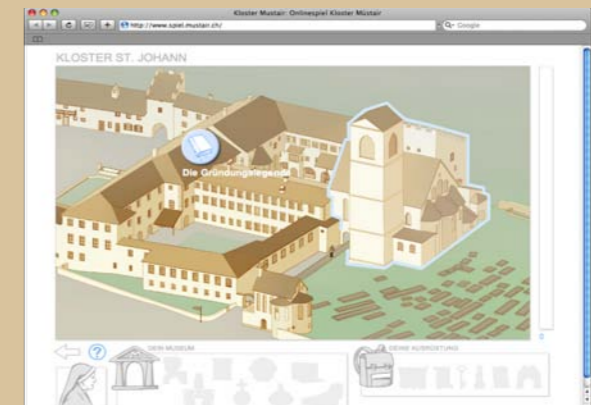 Kloster Mustair: Onlinespiel Kloster Müstair
http://www.spiel.mustair.ch/
Google
KLOSTER ST. JOHANN
Die Gründungslegende
?
DEIN MUSEUM
DEINE AUSRÜSTUNG
0